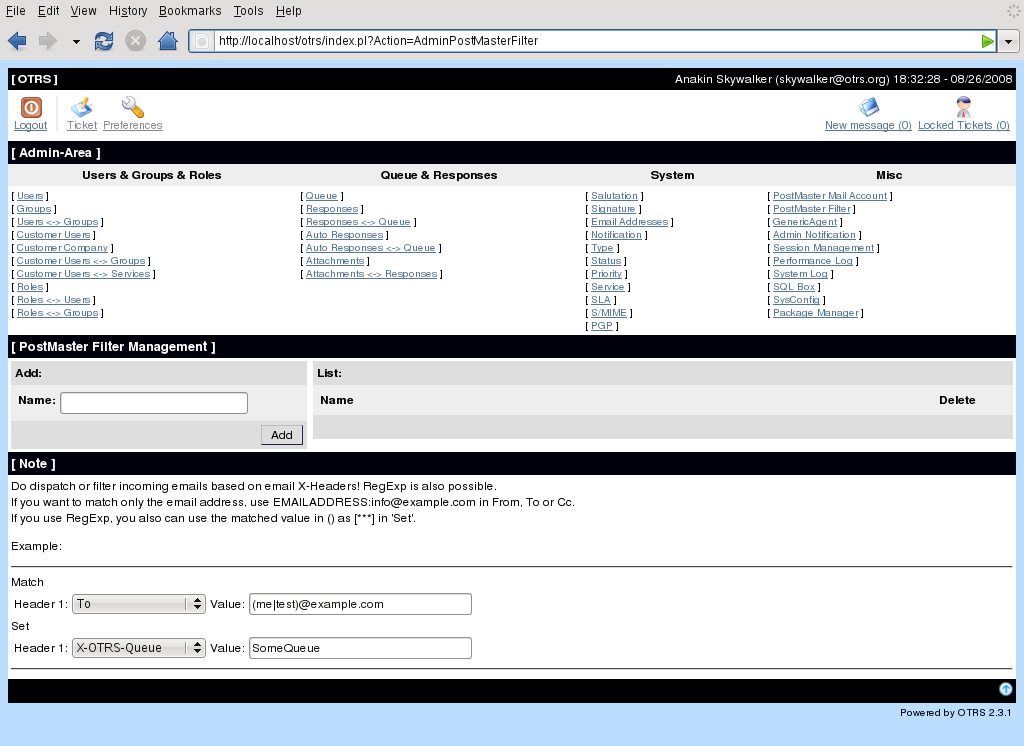 File Edit View History Bookmarks Tools Help
http://localhost/otrs/index.pl?Action=AdminPostMasterFilter
[ OTRS ] Anakin Skywalker (skywalker@otrs.org) 18:32:28 - 08/26/2008
Logout Ticket Preferences New message (0) Locked Tickets (0)
[ Admin-Area ]
Users & Groups & Roles Queue & Responses System Misc
[ Users ] [ Queue ] [ Salutation ] [ PostMaster Mail Account ]
[ Groups ] [ Responses ] [ Signature ] [ PostMaster Filter ]
[ Users <-> Groups ] [ Responses <-> Queue ] [ Email Addresses ] [ GenericAgent ]
[ Customer Users ] [ Auto Responses ] [ Notification ] [ Admin Notification ]
[ Customer Company ] [ Auto Responses <-> Queue ] [ Type ] [ Session Management ]
[ Customer Users <-> Groups ] [ Attachments ] [ Status ] [ Performance Log ]
[ Customer Users <-> Services ] [ Attachments <-> Responses ] [ Priority ] [ System Log ]
[ Roles ] [ Service ] [ SQL Box ]
[ Roles <-> Users ] [ SLA ] [ SysConfig ]
[ Roles <-> Groups ] [ S/MIME ] [ Package Manager ]
[ PGP ]
[ PostMaster Filter Management ]
Add: List:
Name: Name Delete
Add
[ Note ]
Do dispatch or filter incoming emails based on email X-Headers! RegExp is also possible.
If you want to match only the email address, use EMAILADDRESS:info@example.com in From, To or Cc.
If you use RegExp, you also can use the matched value in () as [***] in 'Set'.
Example:
Match
Header 1: To Value: (me|test)@example.com
Set
Header 1: X-OTRS-Queue Value: SomeQueue
Powered by OTRS 2.3.1